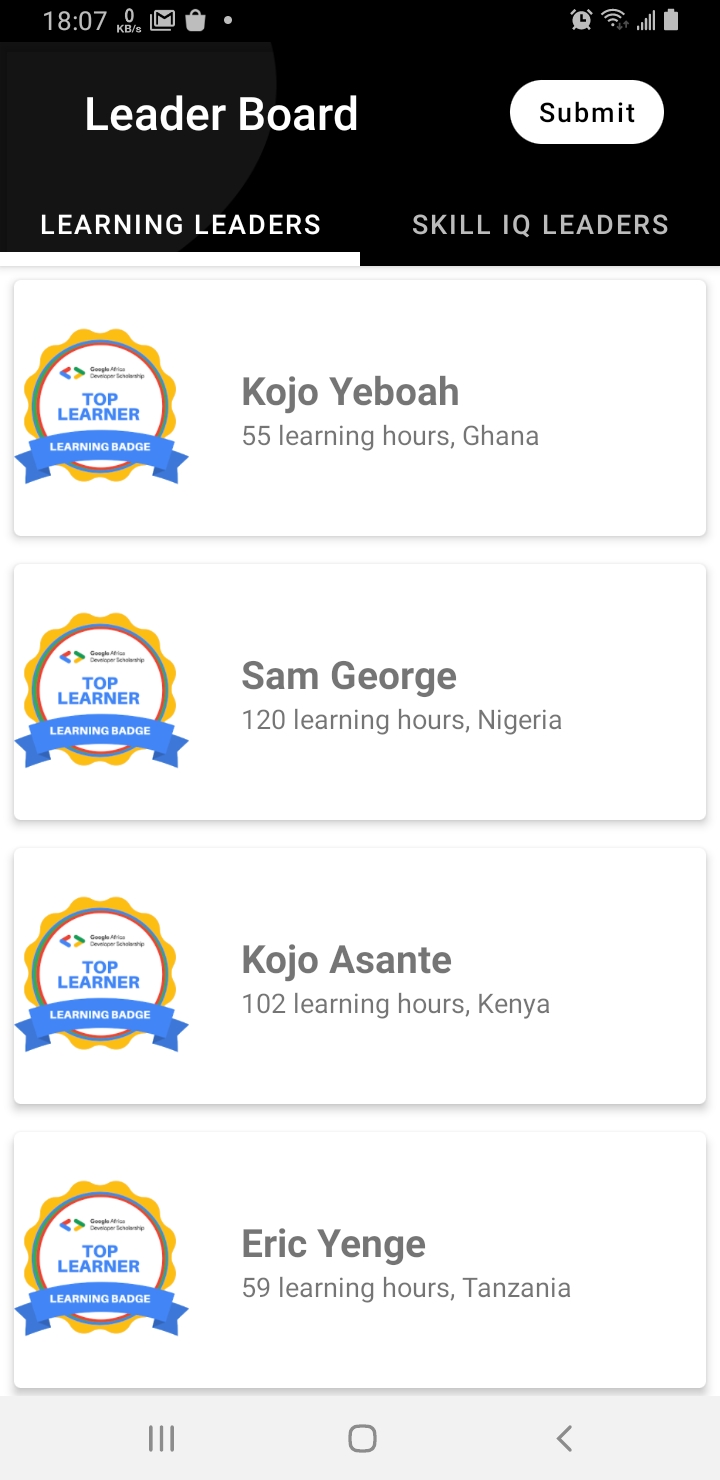 18:07 0 KB/s
Leader Board
Submit
LEARNING LEADERS SKILL IQ LEADERS
Google Africa
Developer Scholarship
TOP
LEARNER
LEARNING BADGE
Kojo Yeboah
55 learning hours, Ghana
Google Africa
Developer Scholarship
TOP
LEARNER
LEARNING BADGE
Sam George
120 learning hours, Nigeria
Google Africa
Developer Scholarship
TOP
LEARNER
LEARNING BADGE
Kojo Asante
102 learning hours, Kenya
Google Africa
Developer Scholarship
TOP
LEARNER
LEARNING BADGE
Eric Yenge
59 learning hours, Tanzania